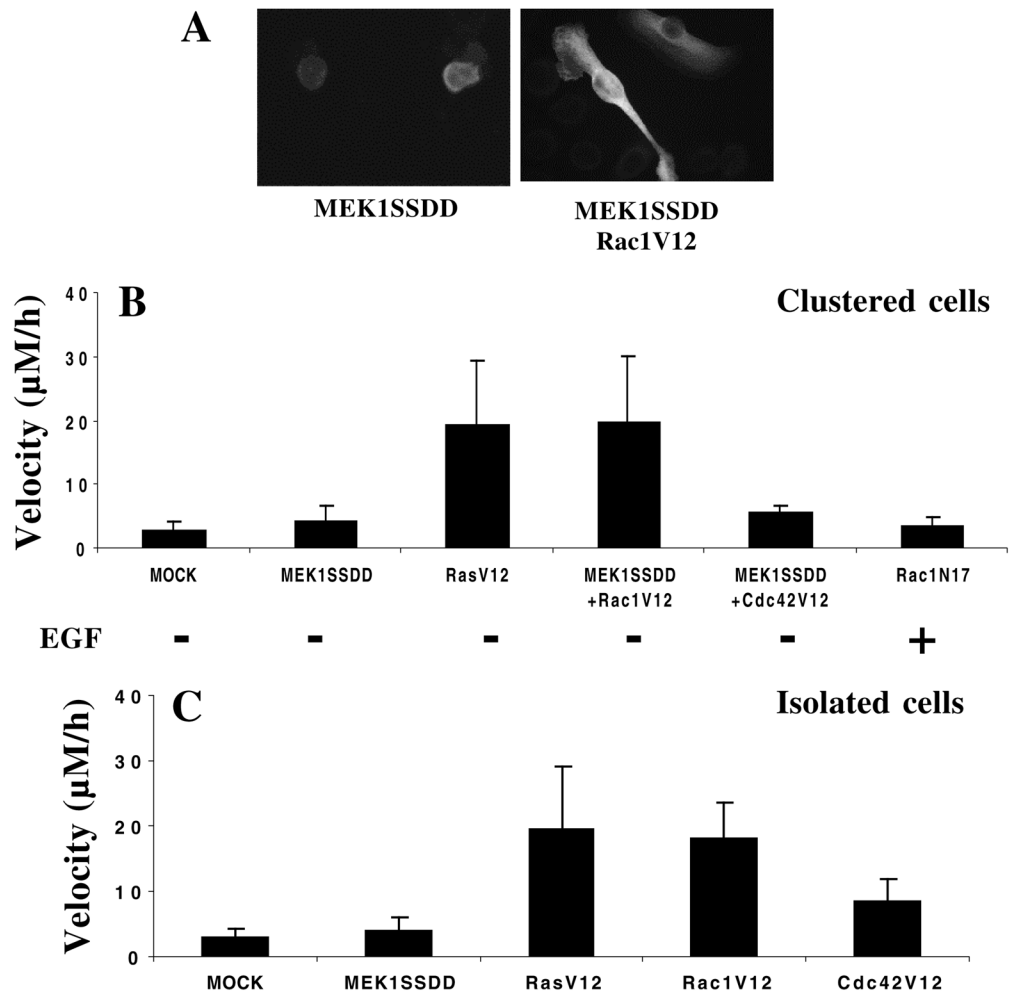 A
MEK1SSDD
MEK1SSDD
Rac1V12
B
Clustered cells
Velocity (µM/h)
40
30
20
10
0
MOCK
MEK1SSDD
RasV12
MEK1SSDD
+Rac1V12
MEK1SSDD
+Cdc42V12
Rac1N17
EGF - - - - - +
C
Isolated cells
Velocity (µM/h)
40
30
20
10
0
MOCK
MEK1SSDD
RasV12
Rac1V12
Cdc42V12